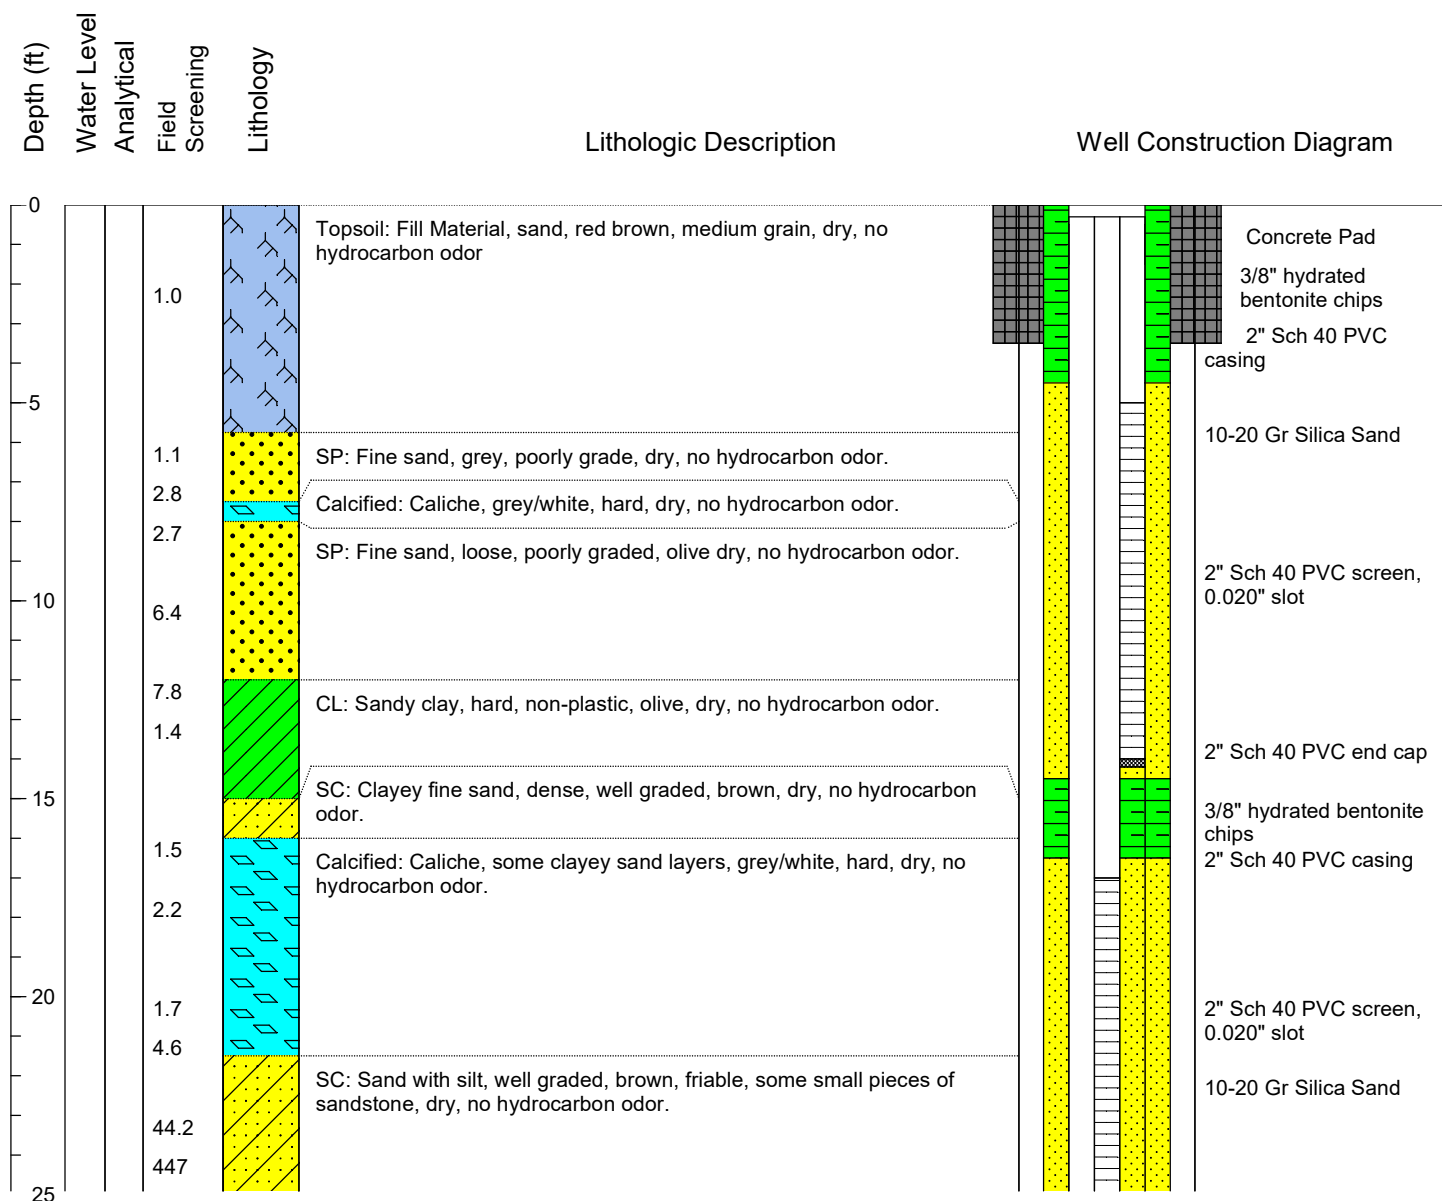 Depth (ft)
Water Level
Analytical
Field
Screening
Lithology
Lithologic Description
Well Construction Diagram
0
Topsoil: Fill Material, sand, red brown, medium grain, dry, no
hydrocarbon odor
Concrete Pad
3/8" hydrated
bentonite chips
1.0
2" Sch 40 PVC
casing
5
10-20 Gr Silica Sand
1.1
SP: Fine sand, grey, poorly grade, dry, no hydrocarbon odor.
2.8
Calcified: Caliche, grey/white, hard, dry, no hydrocarbon odor.
2.7
SP: Fine sand, loose, poorly graded, olive dry, no hydrocarbon odor.
2" Sch 40 PVC screen,
0.020" slot
10
6.4
7.8
CL: Sandy clay, hard, non-plastic, olive, dry, no hydrocarbon odor.
1.4
2" Sch 40 PVC end cap
15
SC: Clayey fine sand, dense, well graded, brown, dry, no hydrocarbon
odor.
3/8" hydrated bentonite
chips
1.5
Calcified: Caliche, some clayey sand layers, grey/white, hard, dry, no
hydrocarbon odor.
2" Sch 40 PVC casing
2.2
20
1.7
2" Sch 40 PVC screen,
0.020" slot
4.6
SC: Sand with silt, well graded, brown, friable, some small pieces of
sandstone, dry, no hydrocarbon odor.
10-20 Gr Silica Sand
44.2
447
25